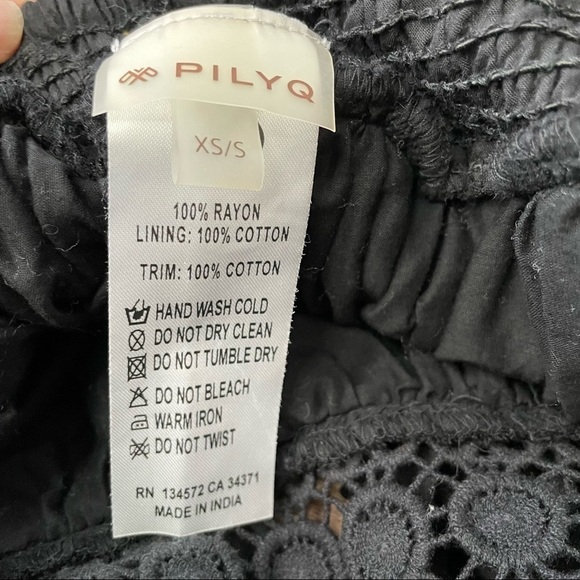 PILYQ
XS/S
100% RAYON
LINING: 100% COTTON
TRIM: 100% COTTON
HAND WASH COLD
DO NOT DRY CLEAN
DO NOT TUMBLE DRY
DO NOT BLEACH
WARM IRON
DO NOT TWIST
RN 134572 CA 34371
MADE IN INDIA